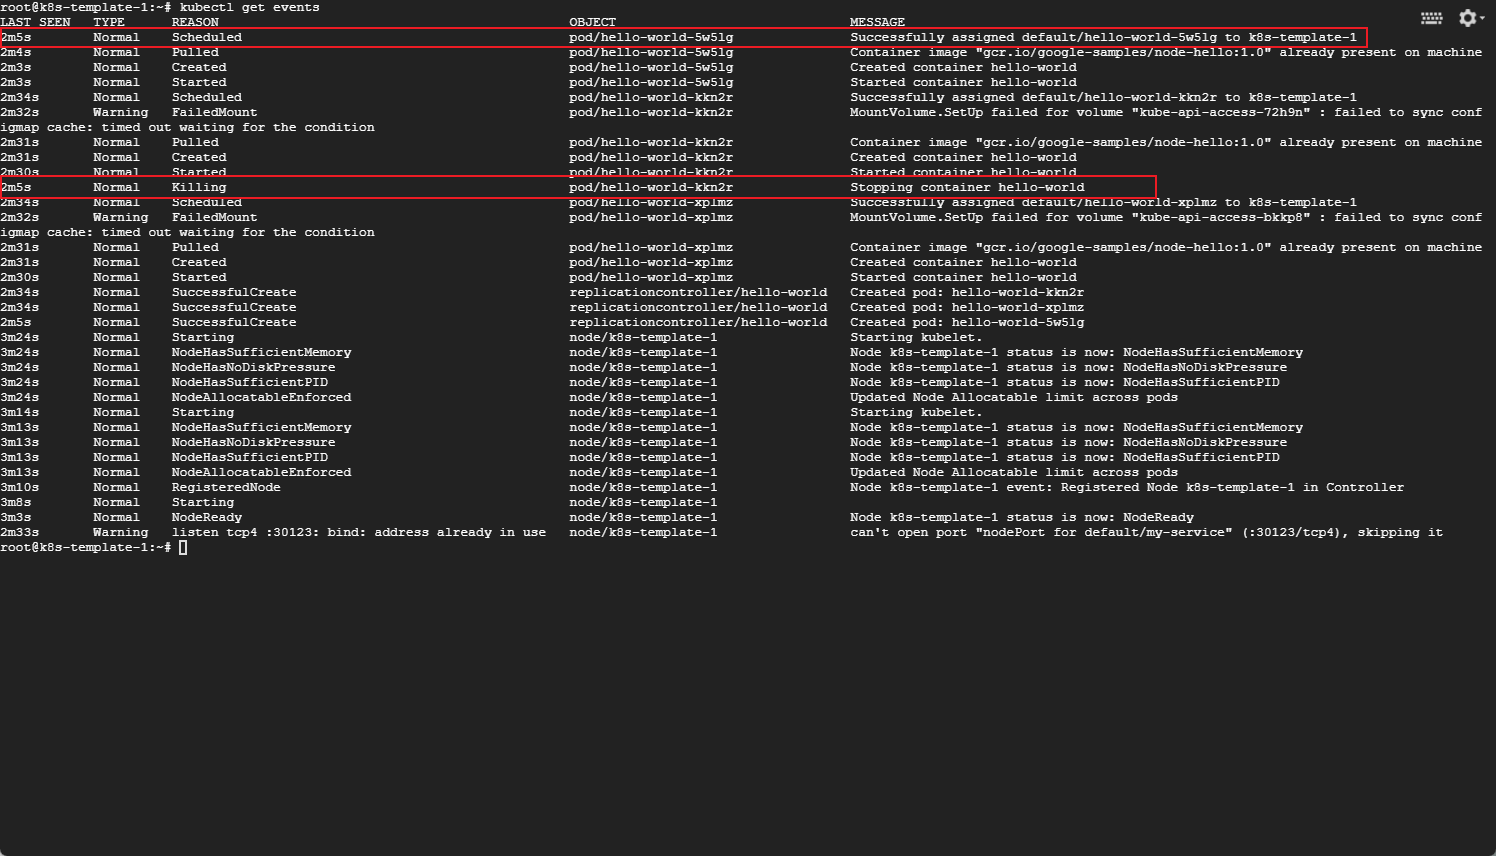 root@k8s-template-1:~# kubectl get events
LAST SEEN TYPE REASON OBJECT MESSAGE
2m5s Normal Scheduled pod/hello-world-5w5lg Successfully assigned default/hello-world-5w5lg to k8s-template-1
2m4s Normal Pulled pod/hello-world-5w5lg Container image "gcr.io/google-samples/node-hello:1.0" already present on machine
2m3s Normal Created pod/hello-world-5w5lg Created container hello-world
2m3s Normal Started pod/hello-world-5w5lg Started container hello-world
2m34s Normal Scheduled pod/hello-world-kkn2r Successfully assigned default/hello-world-kkn2r to k8s-template-1
2m32s Warning FailedMount pod/hello-world-kkn2r MountVolume.SetUp failed for volume "kube-api-access-72h9n" : failed to sync conf
igmap cache: timed out waiting for the condition
2m31s Normal Pulled pod/hello-world-kkn2r Container image "gcr.io/google-samples/node-hello:1.0" already present on machine
2m31s Normal Created pod/hello-world-kkn2r Created container hello-world
2m30s Normal Started pod/hello-world-kkn2r Started container hello-world
2m5s Normal Killing pod/hello-world-kkn2r Stopping container hello-world
2m34s Normal Scheduled pod/hello-world-xplmz Successfully assigned default/hello-world-xplmz to k8s-template-1
2m32s Warning FailedMount pod/hello-world-xplmz MountVolume.SetUp failed for volume "kube-api-access-bkkp8" : failed to sync conf
igmap cache: timed out waiting for the condition
2m31s Normal Pulled pod/hello-world-xplmz Container image "gcr.io/google-samples/node-hello:1.0" already present on machine
2m31s Normal Created pod/hello-world-xplmz Created container hello-world
2m30s Normal Started pod/hello-world-xplmz Started container hello-world
2m34s Normal SuccessfulCreate replicationcontroller/hello-world Created pod: hello-world-kkn2r
2m34s Normal SuccessfulCreate replicationcontroller/hello-world Created pod: hello-world-xplmz
2m5s Normal SuccessfulCreate replicationcontroller/hello-world Created pod: hello-world-5w5lg
3m24s Normal Starting node/k8s-template-1 Starting kubelet.
3m24s Normal NodeHasSufficientMemory node/k8s-template-1 Node k8s-template-1 status is now: NodeHasSufficientMemory
3m24s Normal NodeHasNoDiskPressure node/k8s-template-1 Node k8s-template-1 status is now: NodeHasNoDiskPressure
3m24s Normal NodeHasSufficientPID node/k8s-template-1 Node k8s-template-1 status is now: NodeHasSufficientPID
3m24s Normal NodeAllocatableEnforced node/k8s-template-1 Updated Node Allocatable limit across pods
3m14s Normal Starting node/k8s-template-1 Starting kubelet.
3m13s Normal NodeHasSufficientMemory node/k8s-template-1 Node k8s-template-1 status is now: NodeHasSufficientMemory
3m13s Normal NodeHasNoDiskPressure node/k8s-template-1 Node k8s-template-1 status is now: NodeHasNoDiskPressure
3m13s Normal NodeHasSufficientPID node/k8s-template-1 Node k8s-template-1 status is now: NodeHasSufficientPID
3m13s Normal NodeAllocatableEnforced node/k8s-template-1 Updated Node Allocatable limit across pods
3m10s Normal RegisteredNode node/k8s-template-1 Node k8s-template-1 event: Registered Node k8s-template-1 in Controller
3m8s Normal Starting node/k8s-template-1
3m3s Normal NodeReady node/k8s-template-1 Node k8s-template-1 status is now: NodeReady
2m33s Warning listen tcp4 :30123: bind: address already in use node/k8s-template-1 can't open port "nodePort for default/my-service" (:30123/tcp4), skipping it
root@k8s-template-1:~#